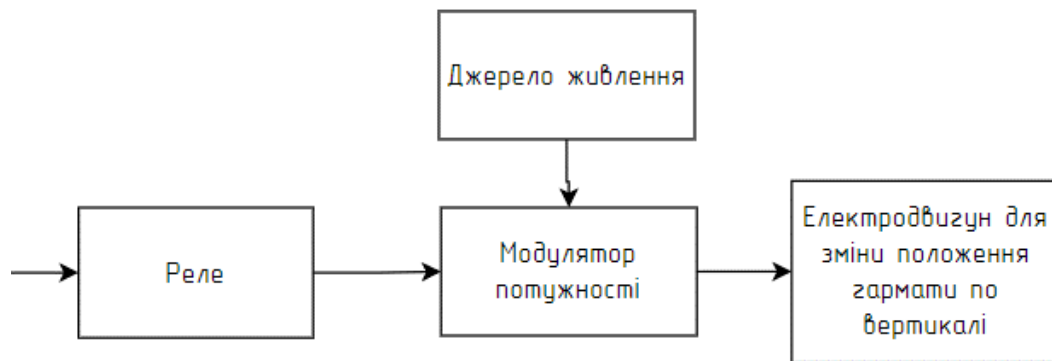 Джерело живлення
Реле
Модулятор
потужності
Електродвигун для
зміни положення
гармати по
вертикалі